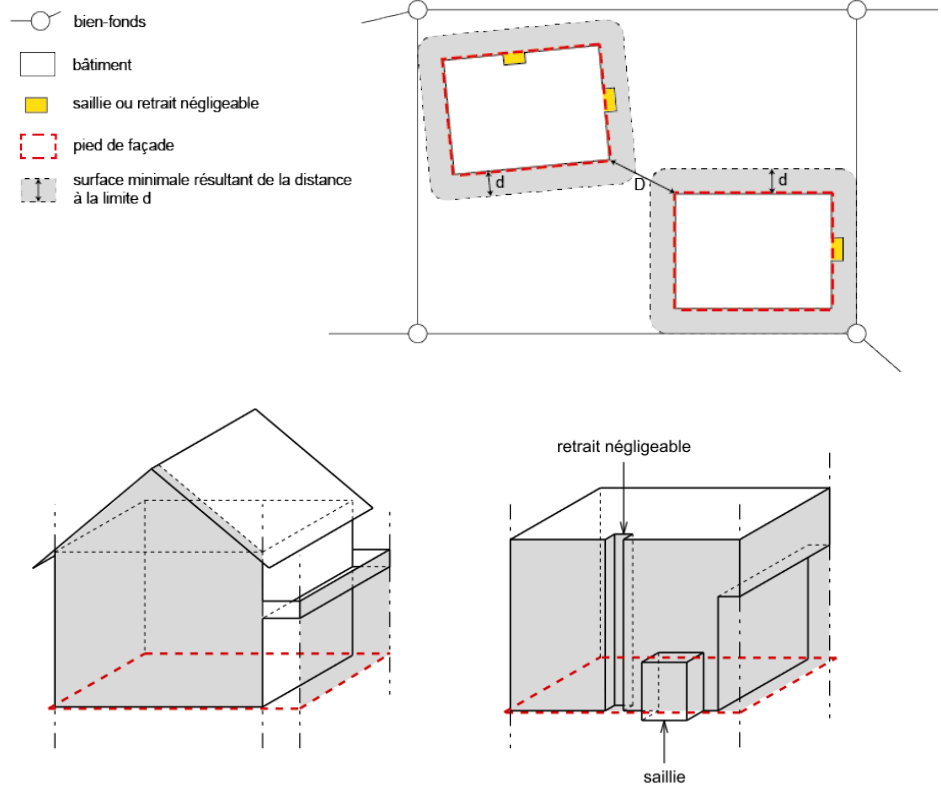 bien-fonds
bâtiment
saillie ou retrait négligeable
pied de façade
surface minimale résultant de la distance
à la limite d
d
D
d
retrait négligeable
saillie